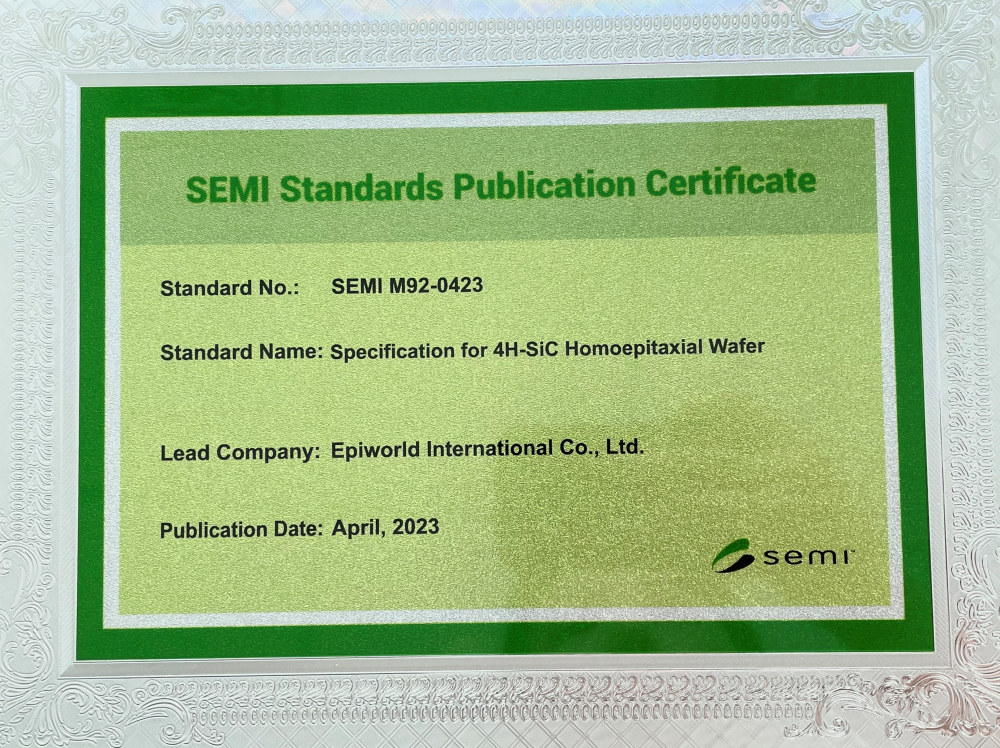 SEMI Standards Publication Certificate
Standard No.: SEMI M92-0423
Standard Name: Specification for 4H-SiC Homoepitaxial Wafer
Lead Company: Epiworld International Co., Ltd.
Publication Date: April, 2023
semi™